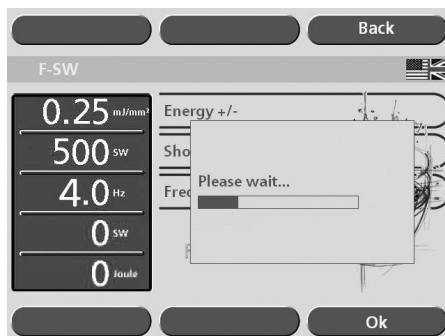 Back
F-SW
0.25 mJ/mm²
500 SW
4.0 Hz
0 SW
0 Joule
Energy +/-
Sho
Freq
Please wait...
Ok